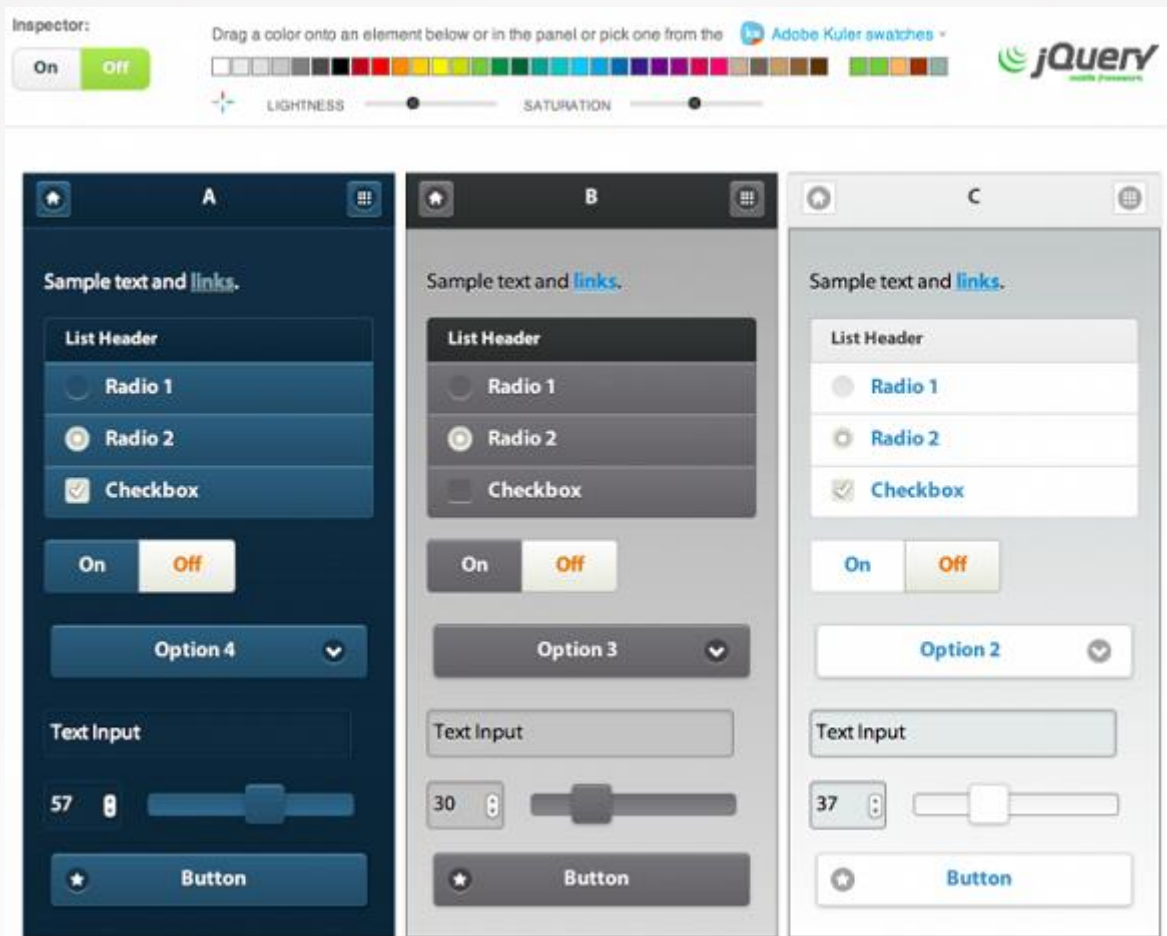 Inspector:
On Off
Drag a color onto an element below or in the panel or pick one from the ku Adobe Kuler swatches
LIGHTNESS SATURATION
jQuery
mobile framework
A
Sample text and links.
List Header
Radio 1
Radio 2
Checkbox
On Off
Option 4
Text Input
57
Button
B
Sample text and links.
List Header
Radio 1
Radio 2
Checkbox
On Off
Option 3
Text Input
30
Button
C
Sample text and links.
List Header
Radio 1
Radio 2
Checkbox
On Off
Option 2
Text Input
37
Button